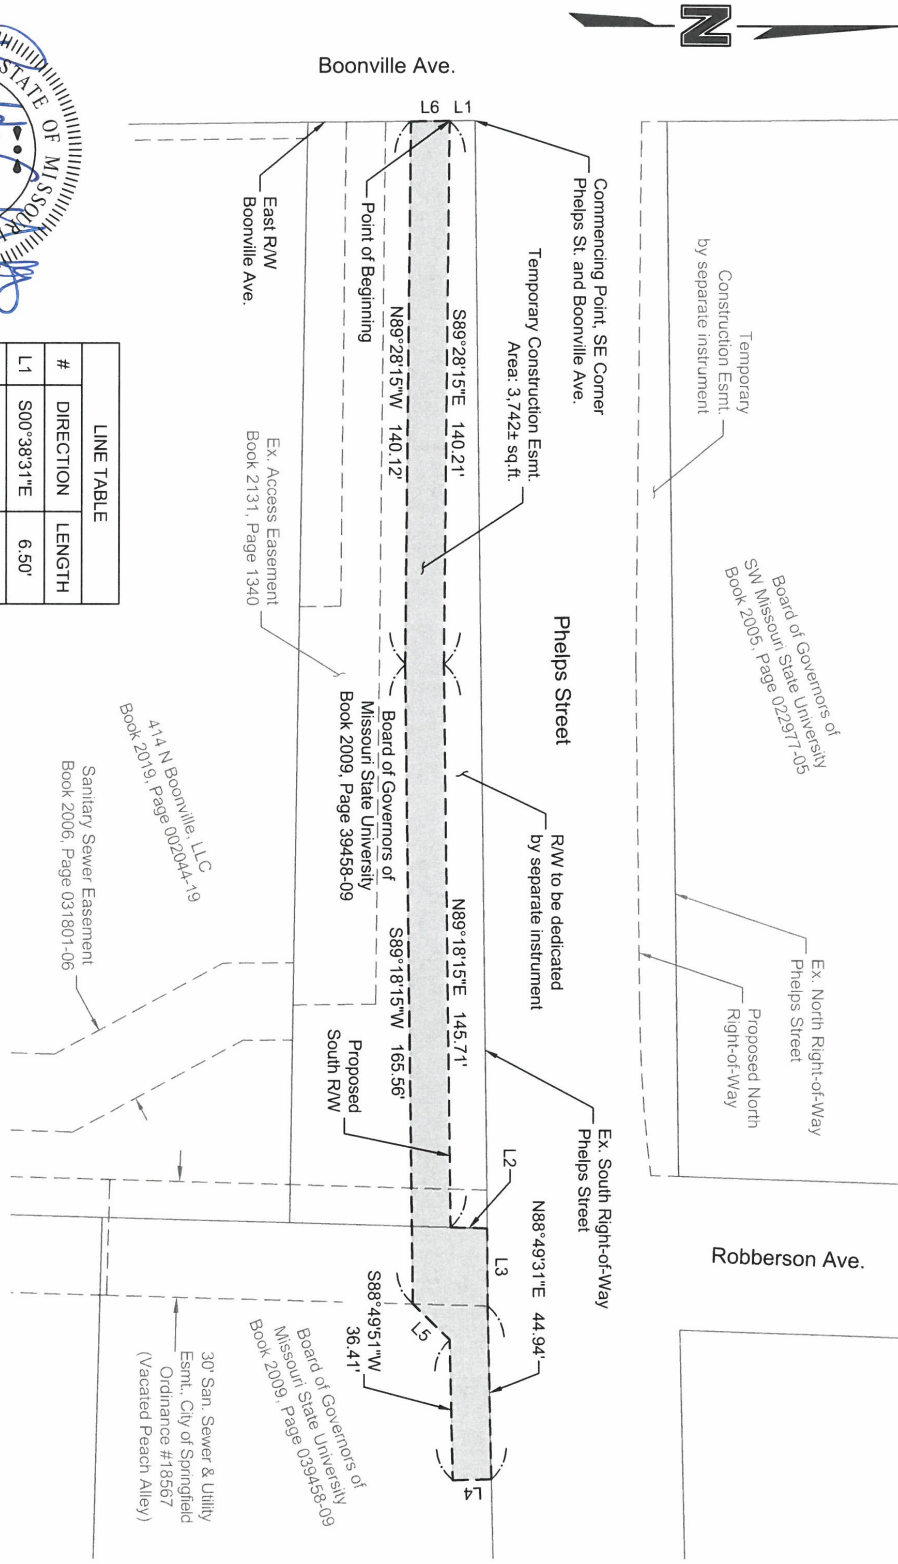 N
Boonville Ave.
L6 L1
Commencing Point, SE Corner
Phelps St. and Boonville Ave.
Temporary
Construction Esmt.
by separate instrument
Board of Governors of
SW Missouri State University
Book 2005, Page 022977-05
Phelps Street
Temporary Construction Esmt.
Area: 3,742± sq.ft.
Point of Beginning
East R/W
Boonville Ave.
S89°28'15"E 140.21'
N89°28'15"W 140.12'
Ex. Access Easement
Book 2131, Page 1340
R/W to be dedicated
by separate instrument
Board of Governors of
Missouri State University
Book 2009, Page 39458-09
N89°18'15"E 145.71'
S89°18'15"W 165.56'
414 N Boonville, LLC
Book 2019, Page 002044-19
Sanitary Sewer Easement
Book 2006, Page 031801-06
Ex. North Right-of-Way
Phelps Street
Proposed North
Right-of-Way
Ex. South Right-of-Way
Phelps Street
Proposed
South R/W
L2
L3
N88°49'31"E 44.94'
S88°49'51"W
36.41'
L5
L4
Robberson Ave.
Board of Governors of
Missouri State University
Book 2009, Page 039458-09
30' San. Sewer & Utility
Esmt., City of Springfield
Ordinance #18567
(Vacated Peach Alley)
STATE OF MISSOUR
LINE TABLE
# DIRECTION LENGTH
L1 S00°38'31"E 6.50'